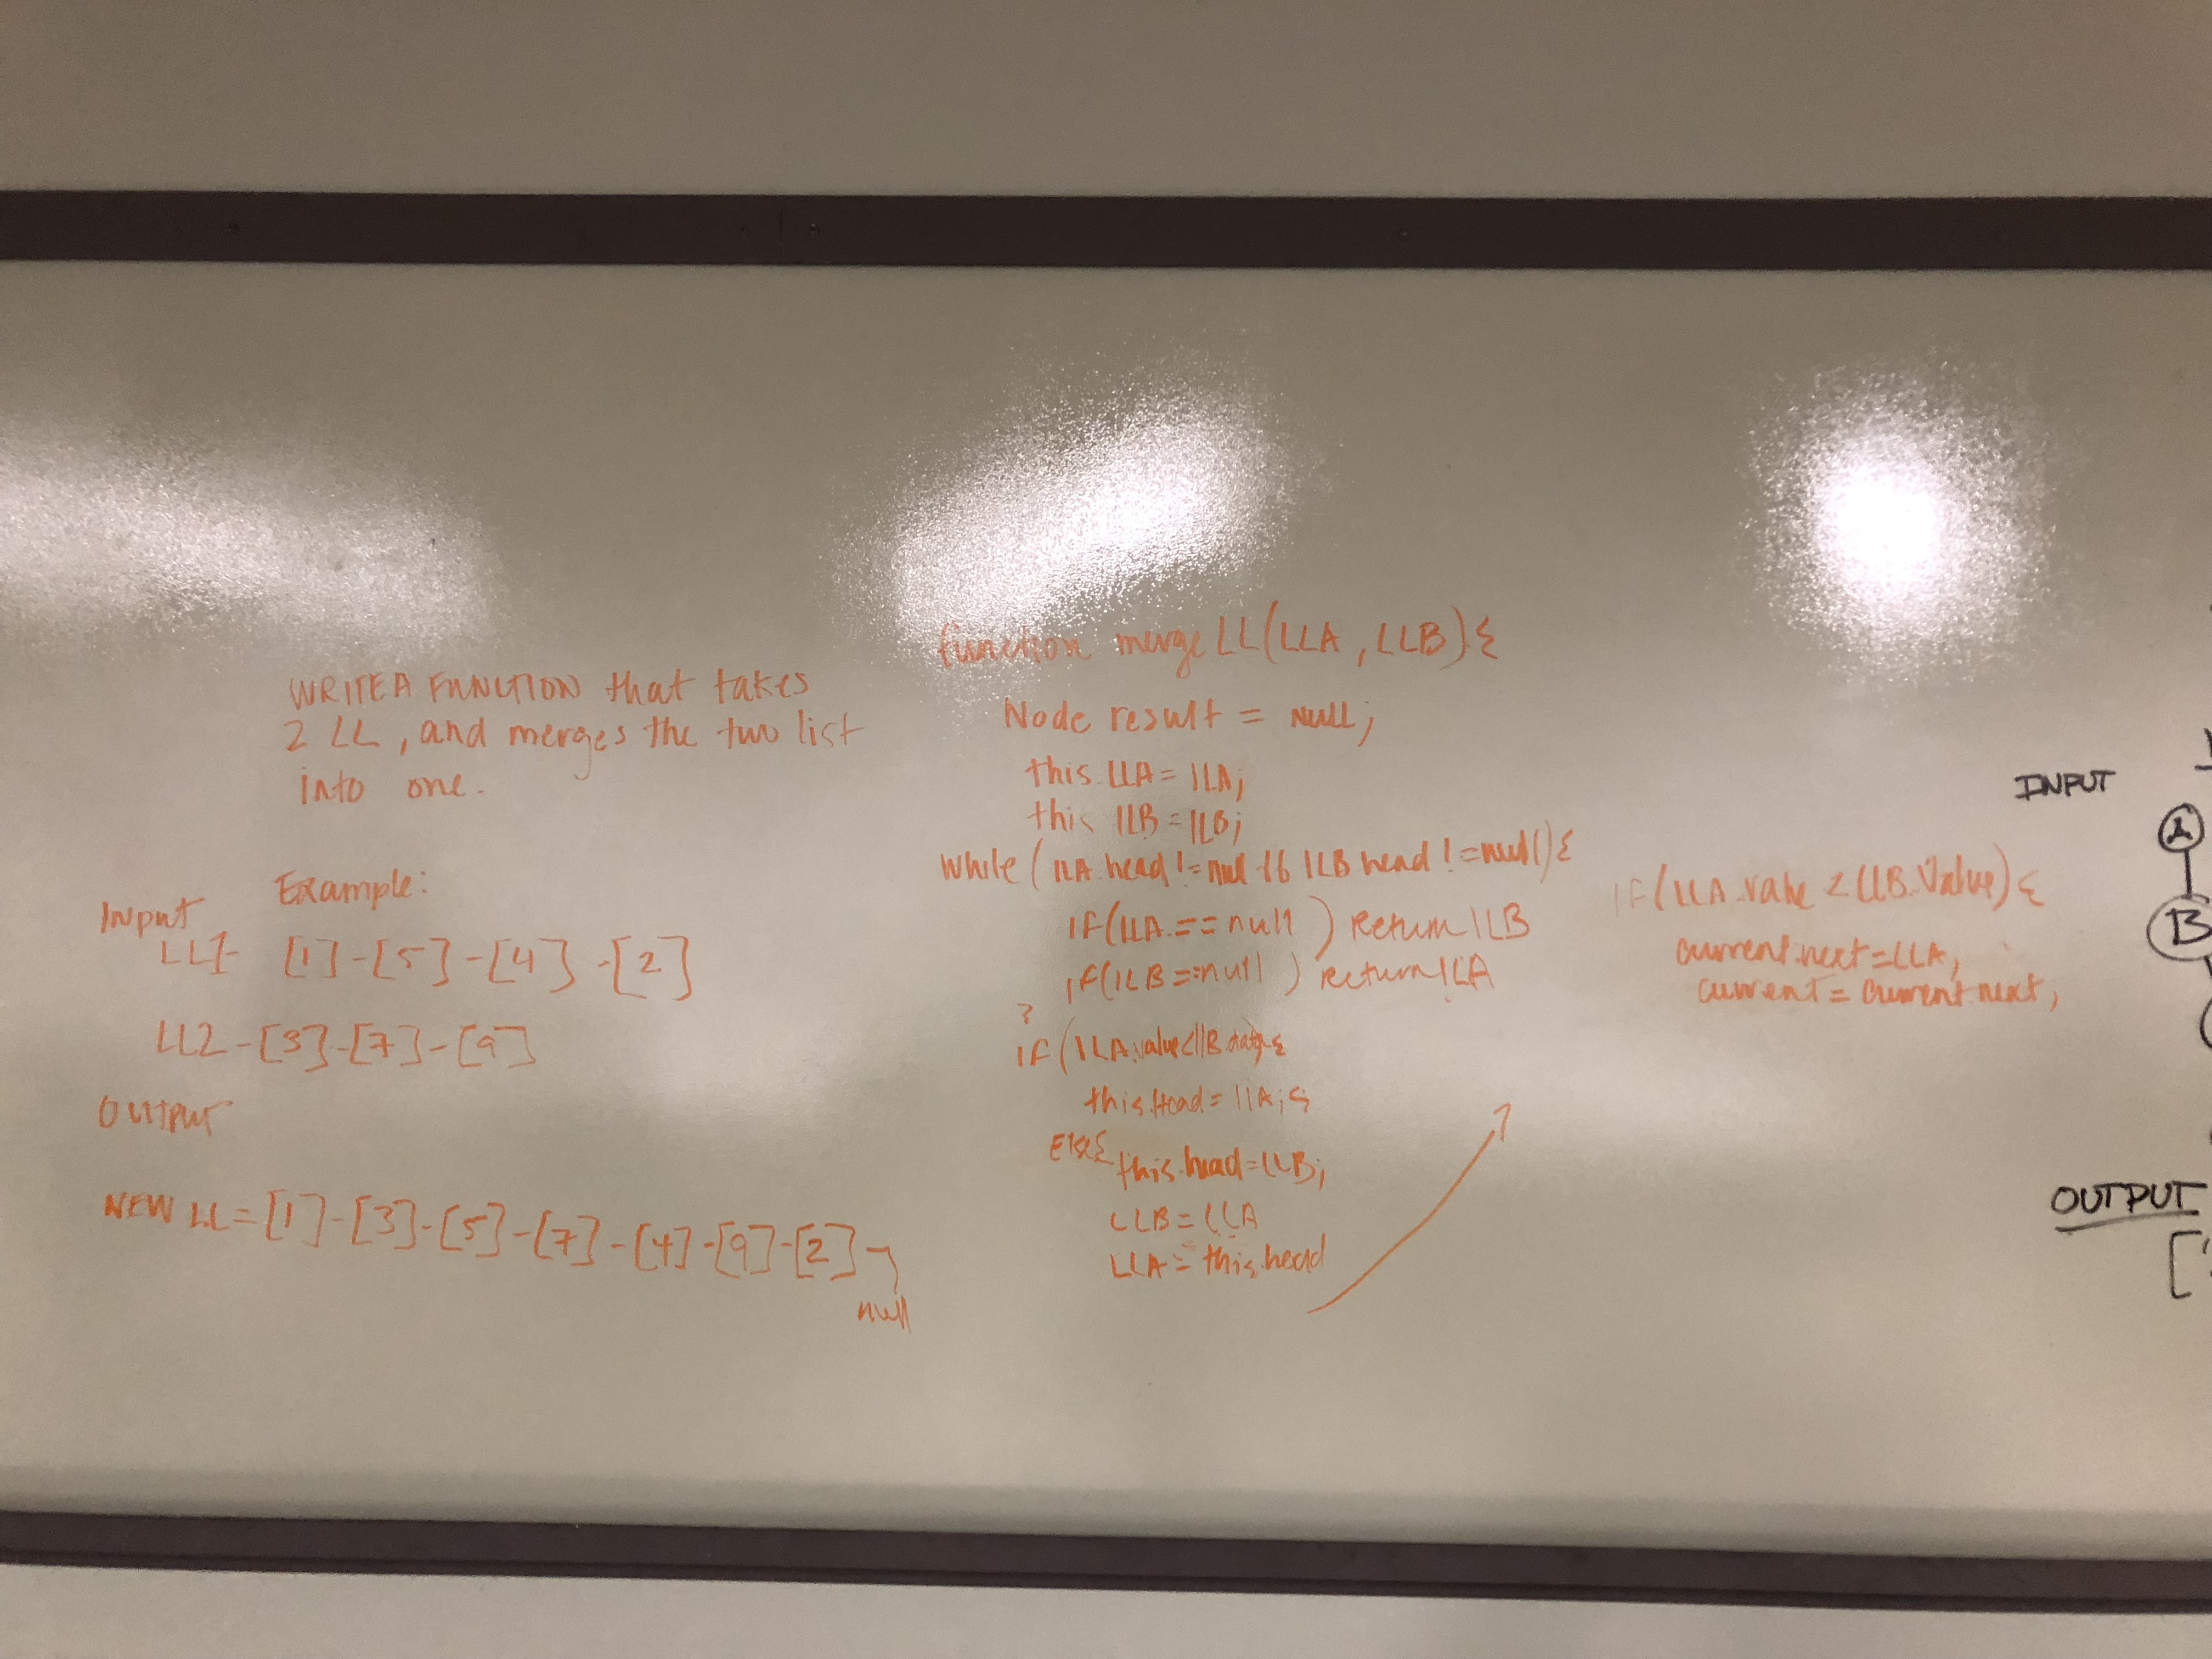 WRITE A FUNCTION that takes
2 LL, and merges the two list
into one.
Example:
Input
LL1- [1]-[5]-[4]-[2]
LL2-[3]-[7]-[9]
Output
NEW LL=[1]-[3]-[5]-[7]-[4]-[9]-[2]
null
function mergeLL(LLA, LLB){
Node result = null;
this.LLA = LLA;
this LLB = LLB;
while (LLA.head != null && LLB head != null){
if(LLA == null ) return LLB
if(LLB == null ) return LLA
}
if (LLA.value<LLB.data){
this.Head = LLA;
Else{ this.head=LLB;
LLB = LLA
LLA = this.head
if(LLA.value < LLB.Value){
current.next=LLA;
current = current.next;
INPUT
A
B
OUTPUT
[